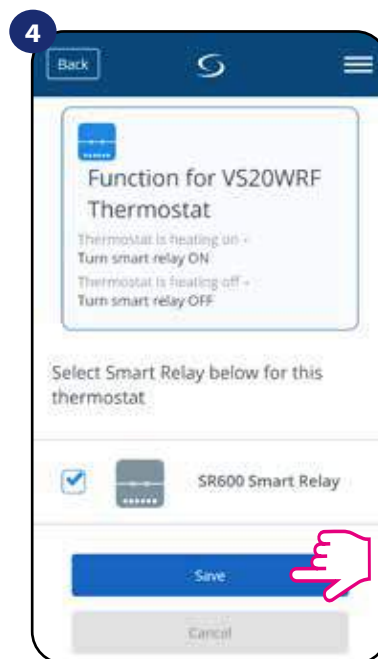 4
Back
Function for VS20WRF
Thermostat
Thermostat is heating on -
Turn smart relay ON
Thermostat is heating off -
Turn smart relay OFF
Select Smart Relay below for this
thermostat
SR600 Smart Relay
Save
Cancel